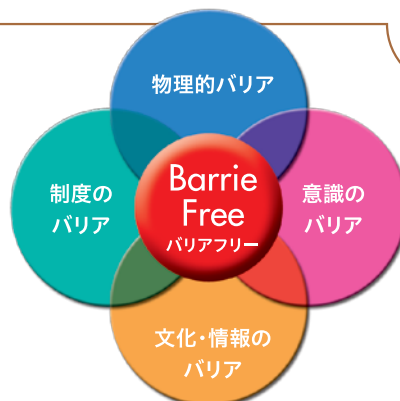 物理的バリア
制度の
バリア
Barrie
Free
バリアフリー
意識の
バリア
文化・情報の
バリア